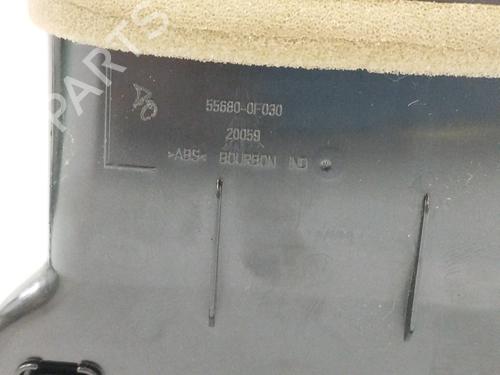 55680-0F030
20059
>ABS< BOURBON IND
PARTS